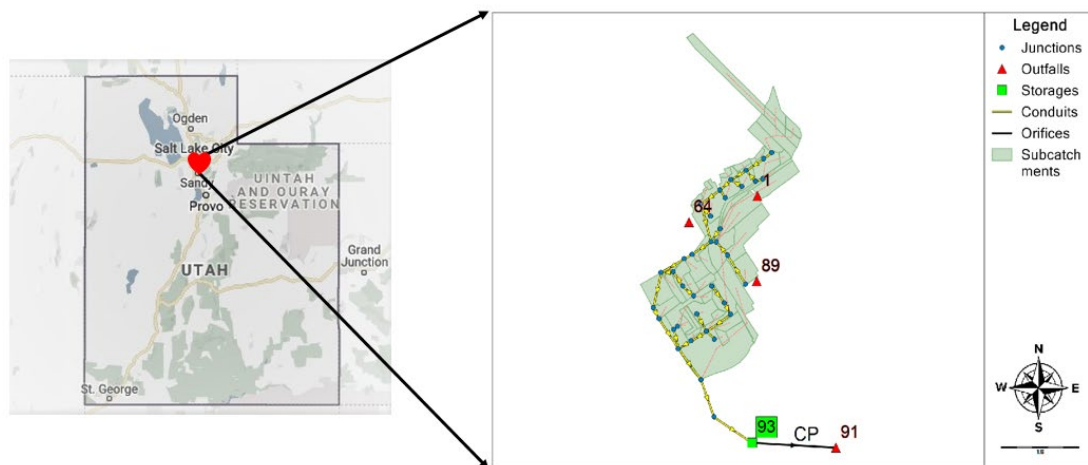 Ogden
Salt Lake City
Sandy
Provo
UINTAH
AND OURAY
RESERVATION
Grand
Junction
UTAH
St. George
1
64
89
93
CP
91
Legend
Junctions
Outfalls
Storages
Conduits
Orifices
Subcatch
ments
N
W
E
S